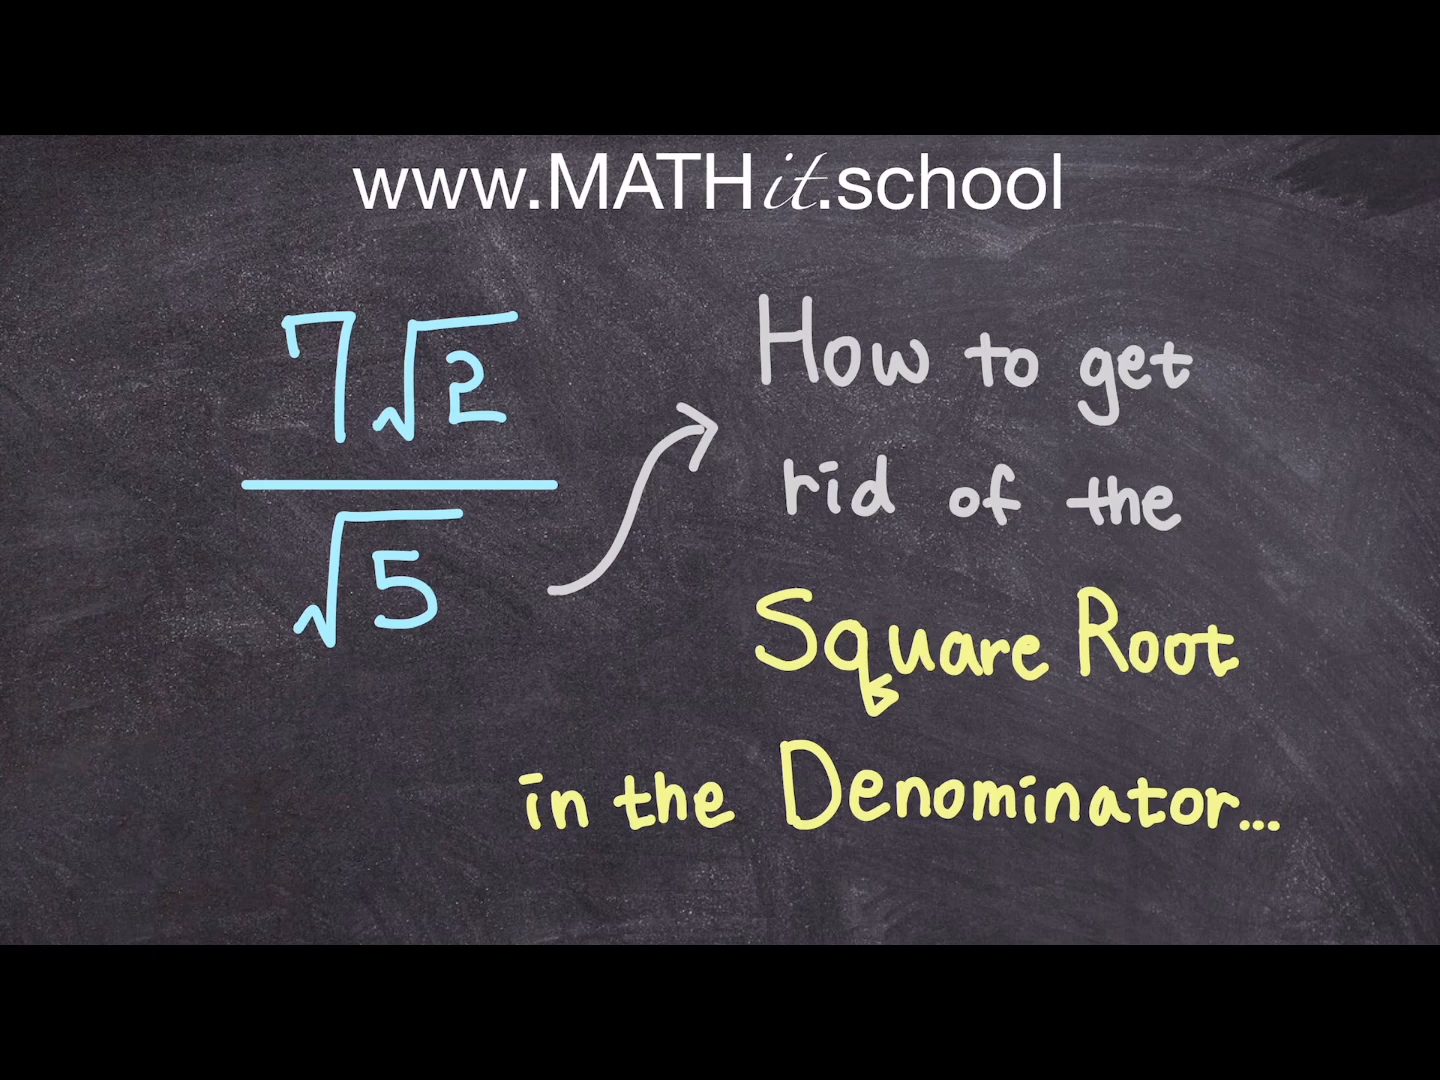 www.MATHit.school
7√2
√5
How to get
rid of the
Square Root
in the Denominator...